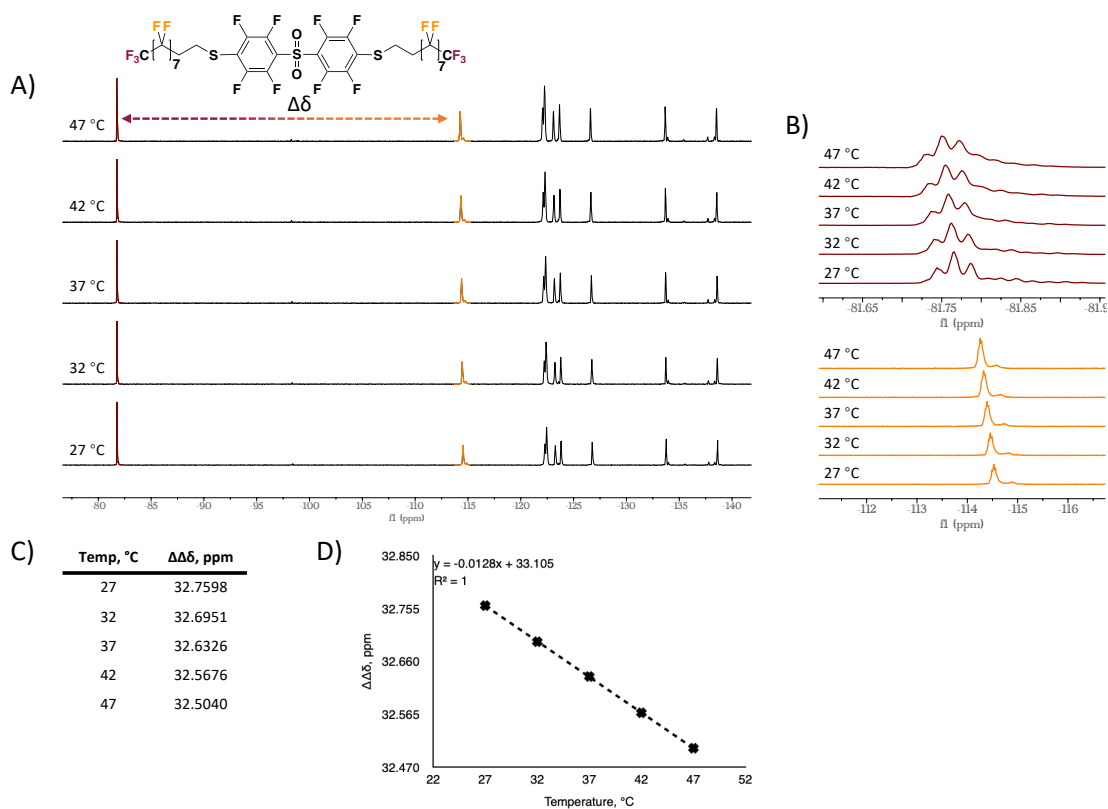 F F F F F F F F
O
F₃C 7 S S S 7 CF₃
O
F F F F
A)
Δδ
47 °C
42 °C
37 °C
32 °C
27 °C
-80 -85 -90 -95 -100 -105 -110 -115 -120 -125 -130 -135 -140
f1 (ppm)
B)
47 °C
42 °C
37 °C
32 °C
27 °C
-81.65 -81.75 -81.85 -81.9
f1 (ppm)
47 °C
42 °C
37 °C
32 °C
27 °C
-112 -113 -114 -115 -116
f1 (ppm)
C)
Temp, °C ΔΔδ, ppm
27 32.7598
32 32.6951
37 32.6326
42 32.5676
47 32.5040
D)
y = -0.0128x + 33.105
R² = 1
32.850
32.755
32.660
32.565
32.470
ΔΔδ, ppm
22 27 32 37 42 47 52
Temperature, °C